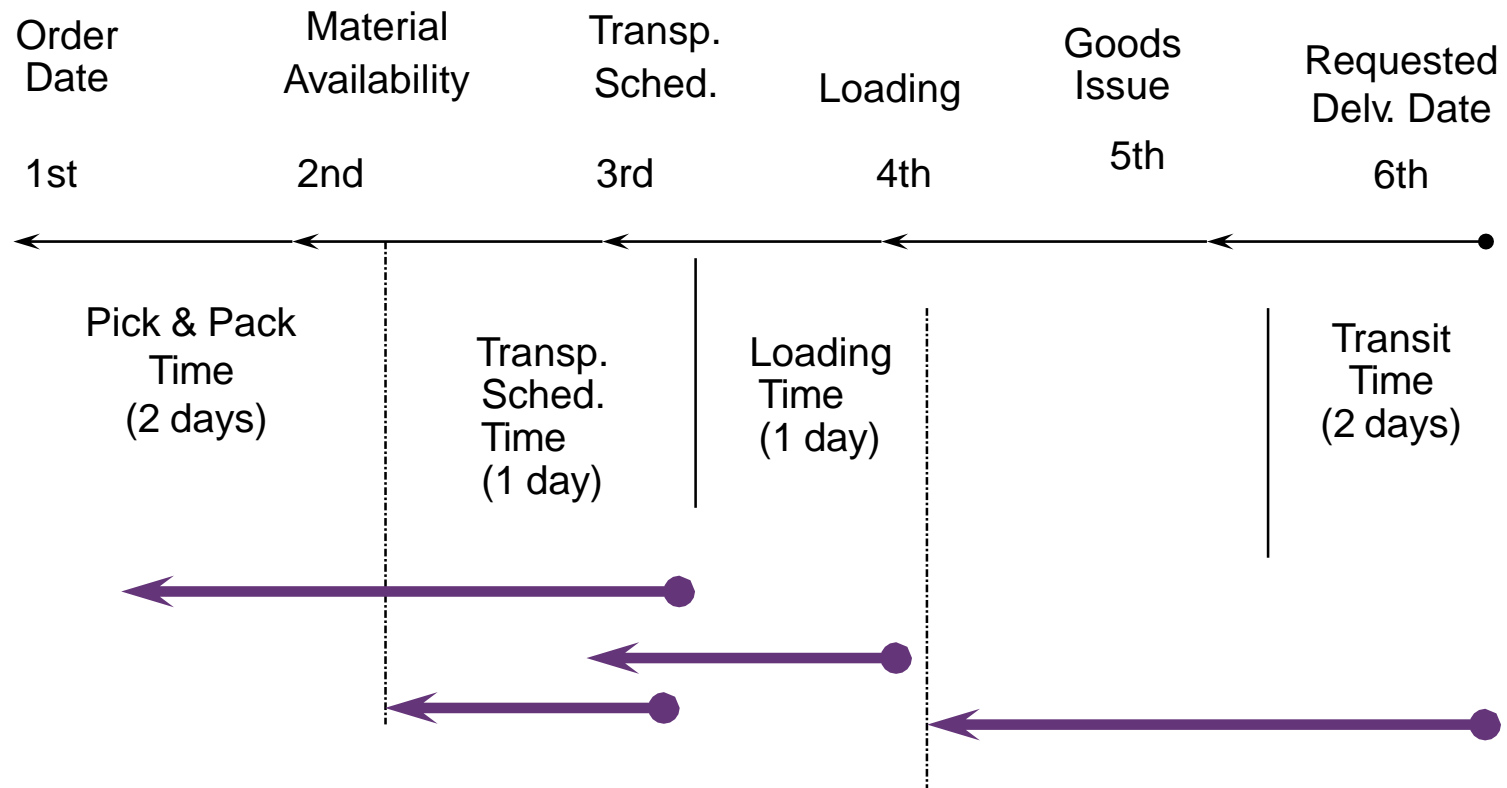 Order
Date
Material
Availability
Transp.
Sched.
Loading
Goods
Issue
Requested
Delv. Date
1st
2nd
3rd
4th
5th
6th
Pick & Pack
Time
(2 days)
Transp.
Sched.
Time
(1 day)
Loading
Time
(1 day)
Transit
Time
(2 days)